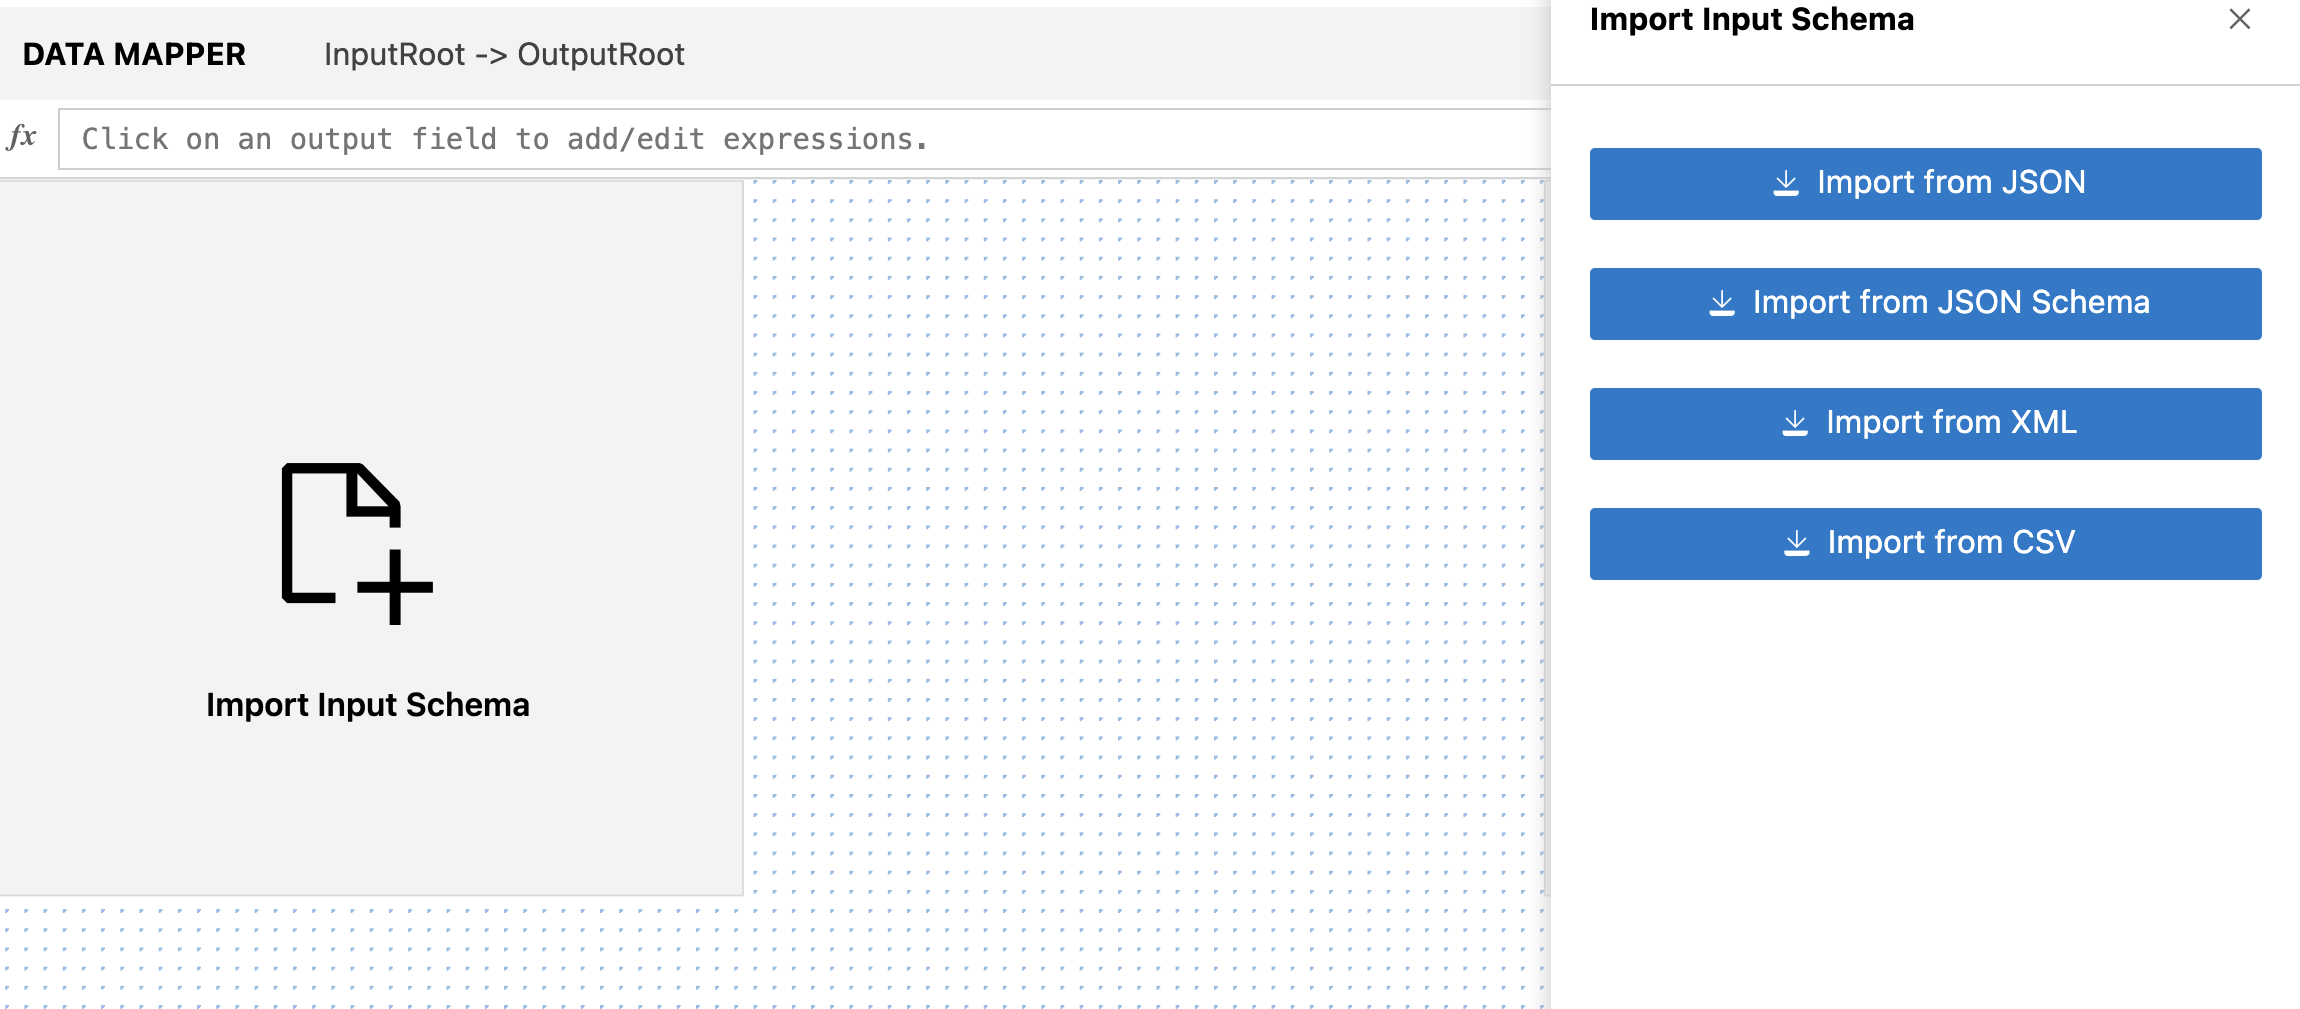 DATA MAPPER
InputRoot -> OutputRoot
fx
Click on an output field to add/edit expressions.
Import Input Schema
Import Input Schema
Import from JSON
Import from JSON Schema
Import from XML
Import from CSV